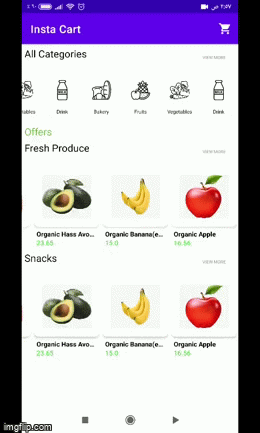 ٢:٥٧ ص
Insta Cart
All Categories
VIEW MORE
tables Drink Bakery Fruits Vegetables Drink
Offers
Fresh Produce
VIEW MORE
Organic Hass Avo... Organic Banana(e... Organic Apple
23.65 15.0 16.56
Snacks
VIEW MORE
Organic Hass Avo... Organic Banana(e... Organic Apple
23.65 15.0 16.56
imgflip.com